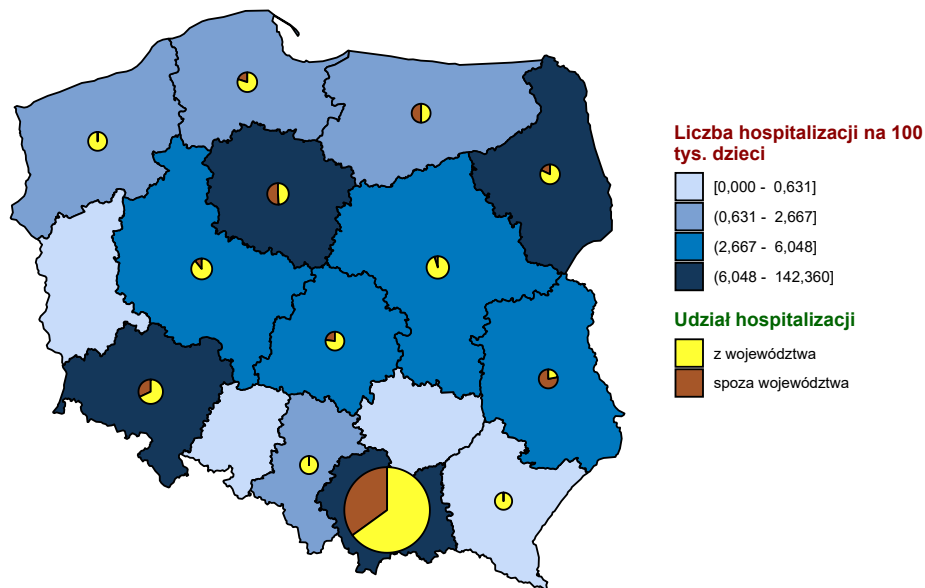 Liczba hospitalizacji na 100
tys. dzieci
[0,000 - 0,631]
(0,631 - 2,667]
(2,667 - 6,048]
(6,048 - 142,360]
Udział hospitalizacji
z województwa
spoza województwa